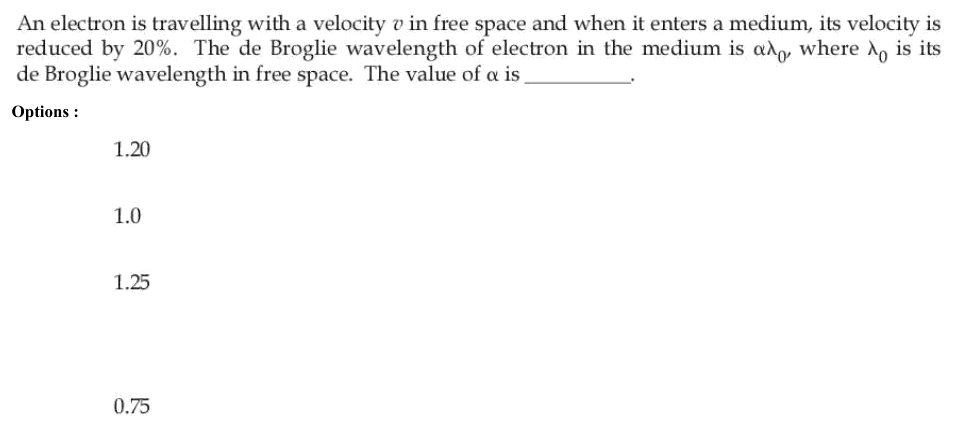 An electron is travelling with a velocity v in free space and when it enters a medium, its velocity is
reduced by 20%. The de Broglie wavelength of electron in the medium is αλ₀, where λ₀ is its
de Broglie wavelength in free space. The value of α is __________.
Options :
1.20
1.0
1.25
0.75